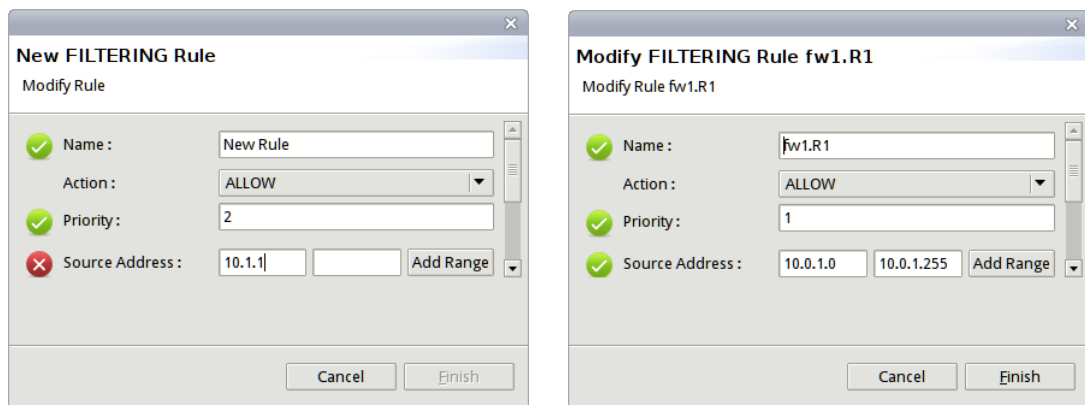 New FILTERING Rule
Modify Rule
Name :
New Rule
Action :
ALLOW
Priority :
2
Source Address :
10.1.1
Add Range
Cancel
Finish
Modify FILTERING Rule fw1.R1
Modify Rule fw1.R1
Name :
fw1.R1
Action :
ALLOW
Priority :
1
Source Address :
10.0.1.0
10.0.1.255
Add Range
Cancel
Finish